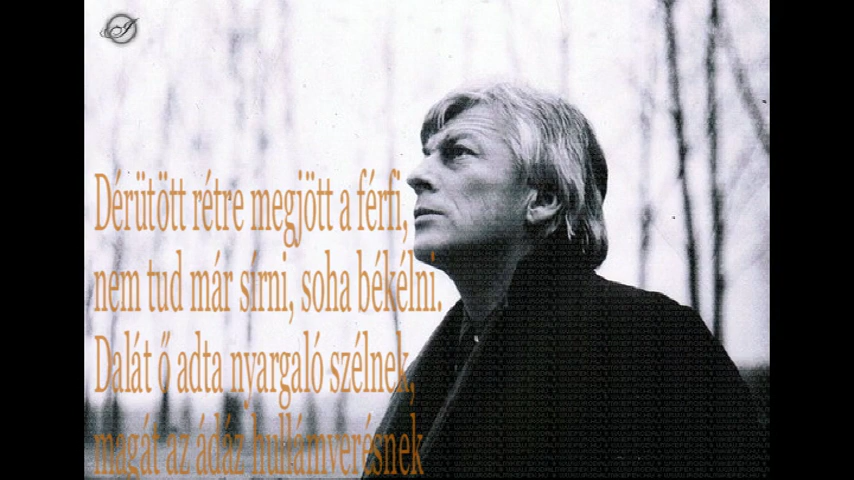 Dérütött rétre megjött a férfi,
nem tud már sírni, soha békélni.
Dalát ő adta nyargaló szélnek,
magát az ádáz hullámverésnek